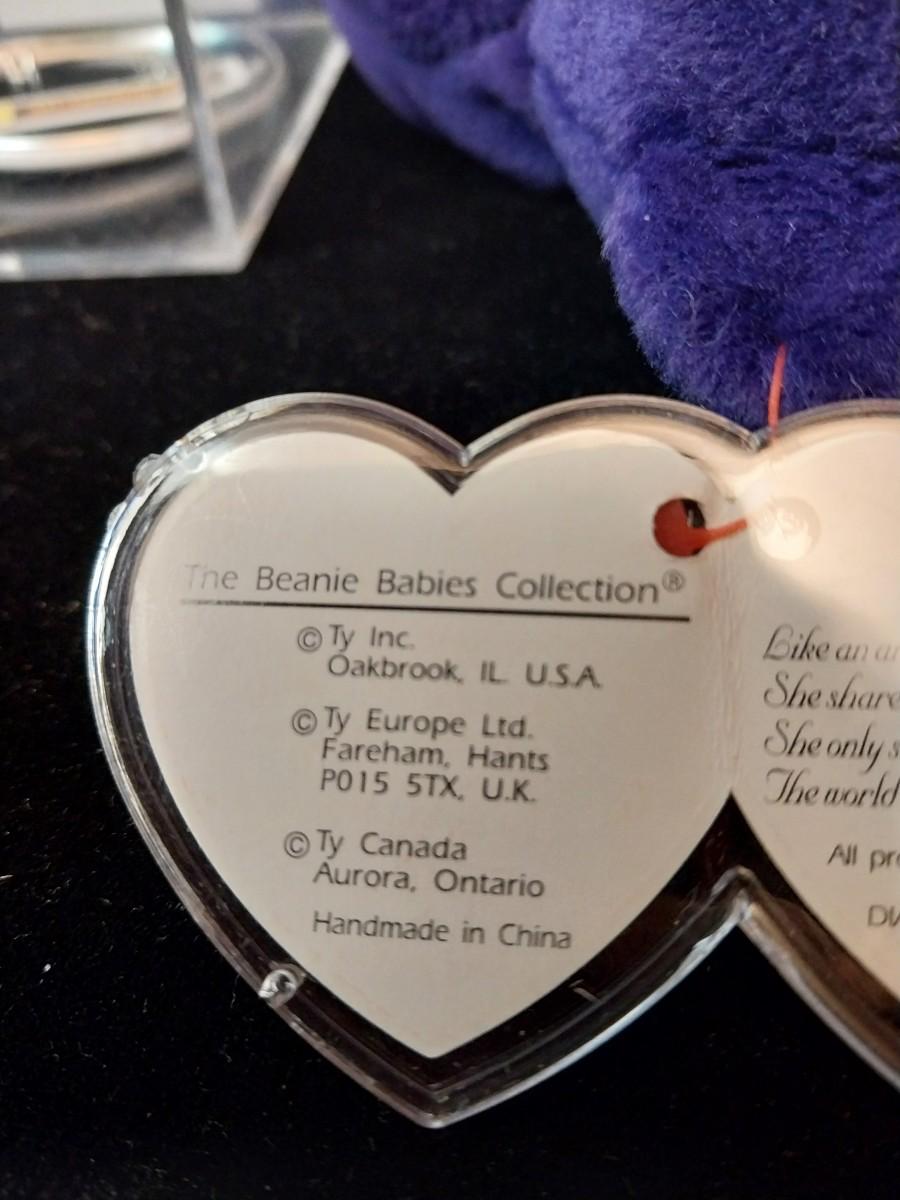 The Beanie Babies Collection®
© Ty Inc.
Oakbrook, IL. U.S.A.
© Ty Europe Ltd.
Fareham, Hants
P015 5TX, U.K.
© Ty Canada
Aurora, Ontario
Handmade in China
Like an
She share
She only s
The world
All pr